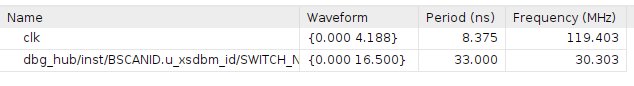 Name Waveform Period (ns) Frequency (MHz)
clk {0.000 4.188} 8.375 119.403
dbg_hub/inst/BSCANID.u_xsdbm_id/SWITCH_N {0.000 16.500} 33.000 30.303